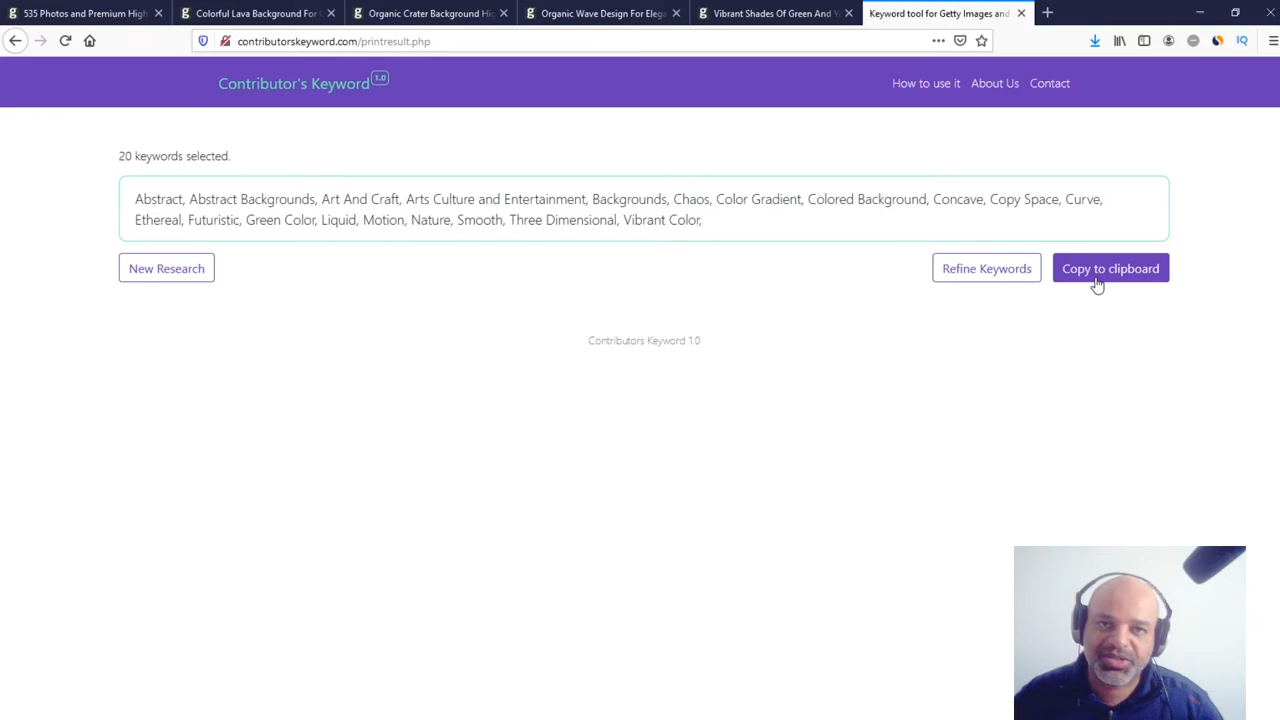 535 Photos and Premium High
Colorful Lava Background For
Organic Crater Background Hi
Organic Wave Design For Elega
Vibrant Shades Of Green And Y
Keyword tool for Getty Images and
contributorskeyword.com/printresult.php
Contributor's Keyword 1.0
How to use it
About Us
Contact
20 keywords selected.
Abstract, Abstract Backgrounds, Art And Craft, Arts Culture and Entertainment, Backgrounds, Chaos, Color Gradient, Colored Background, Concave, Copy Space, Curve,
Ethereal, Futuristic, Green Color, Liquid, Motion, Nature, Smooth, Three Dimensional, Vibrant Color,
New Research
Refine Keywords
Copy to clipboard
Contributors Keyword 1.0